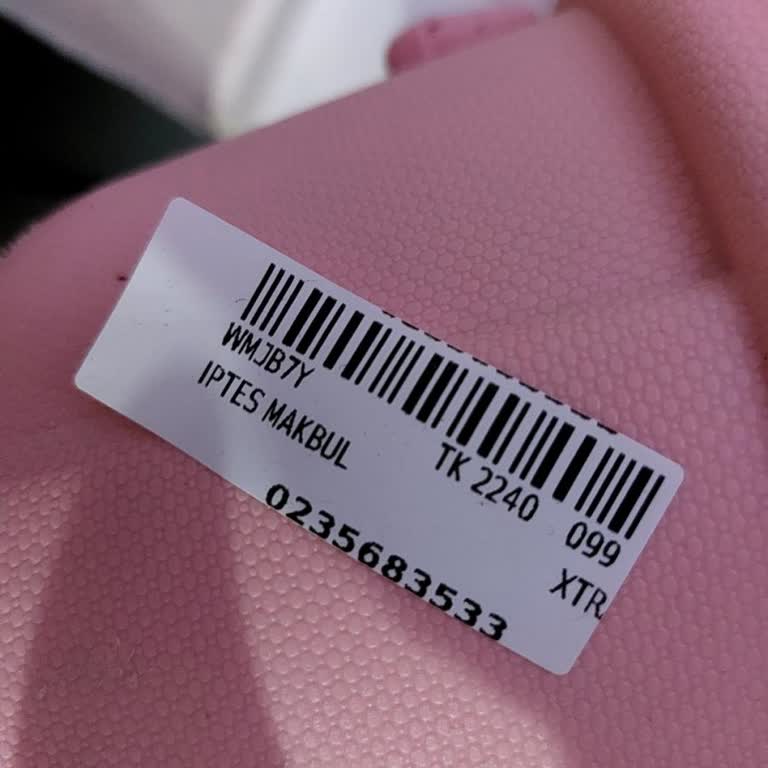 WMJB7Y TK 2240 099
IPTES MAKBUL XTR
0235683533